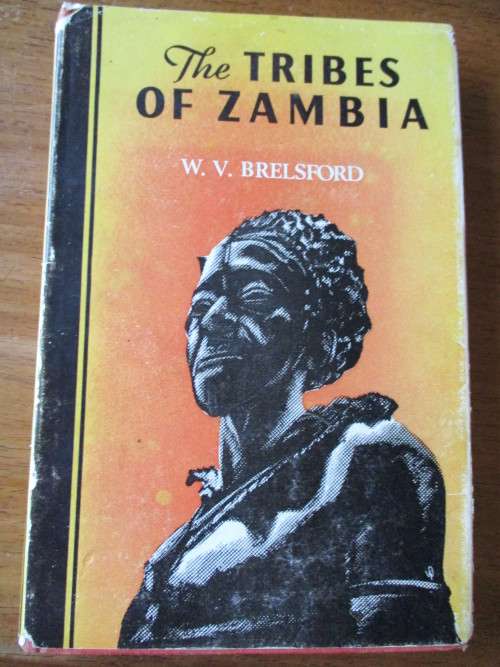 The TRIBES
OF ZAMBIA
W. V. BRELSFORD